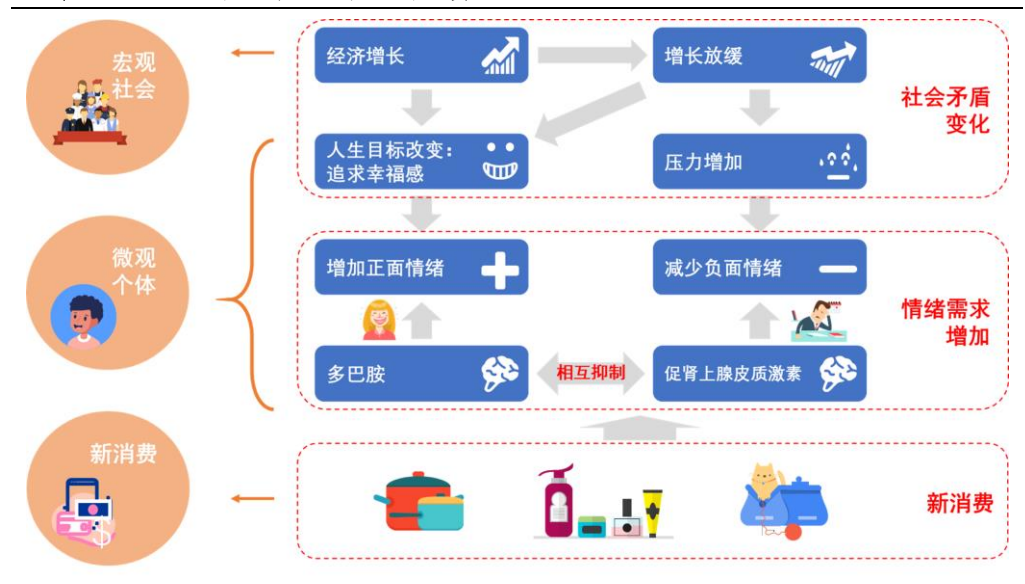 宏观
社会
经济增长
增长放缓
社会矛盾
变化
人生目标改变：
追求幸福感
压力增加
微观
个体
增加正面情绪
减少负面情绪
情绪需求
增加
多巴胺
相互抑制
促肾上腺皮质激素
新消费
新消费